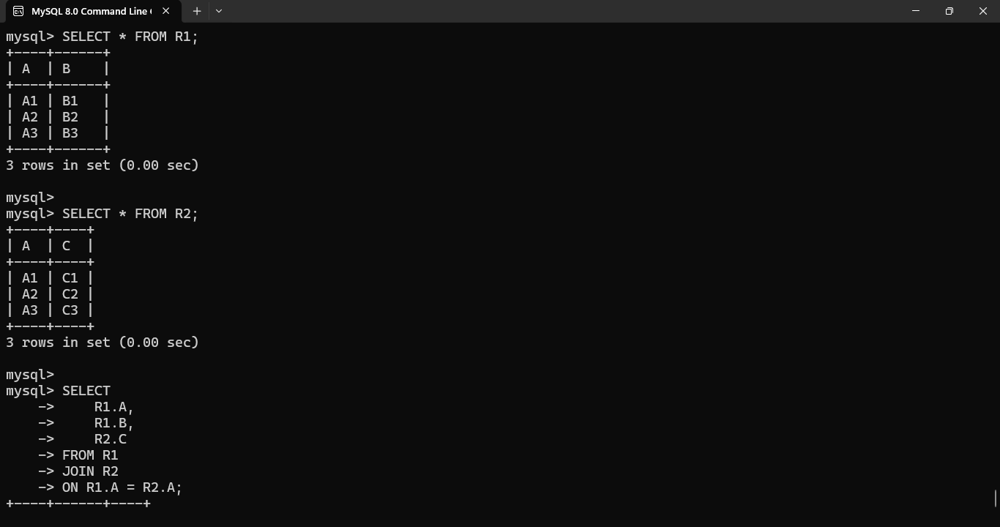 MySQL 8.0 Command Line
mysql> SELECT * FROM R1;
+----+------+
| A  | B    |
+----+------+
| A1 | B1   |
| A2 | B2   |
| A3 | B3   |
+----+------+
3 rows in set (0.00 sec)
mysql>
mysql> SELECT * FROM R2;
+----+----+
| A  | C  |
+----+----+
| A1 | C1 |
| A2 | C2 |
| A3 | C3 |
+----+----+
3 rows in set (0.00 sec)
mysql>
mysql> SELECT
    ->     R1.A,
    ->     R1.B,
    ->     R2.C
    -> FROM R1
    -> JOIN R2
    -> ON R1.A = R2.A;
+----+------+----+